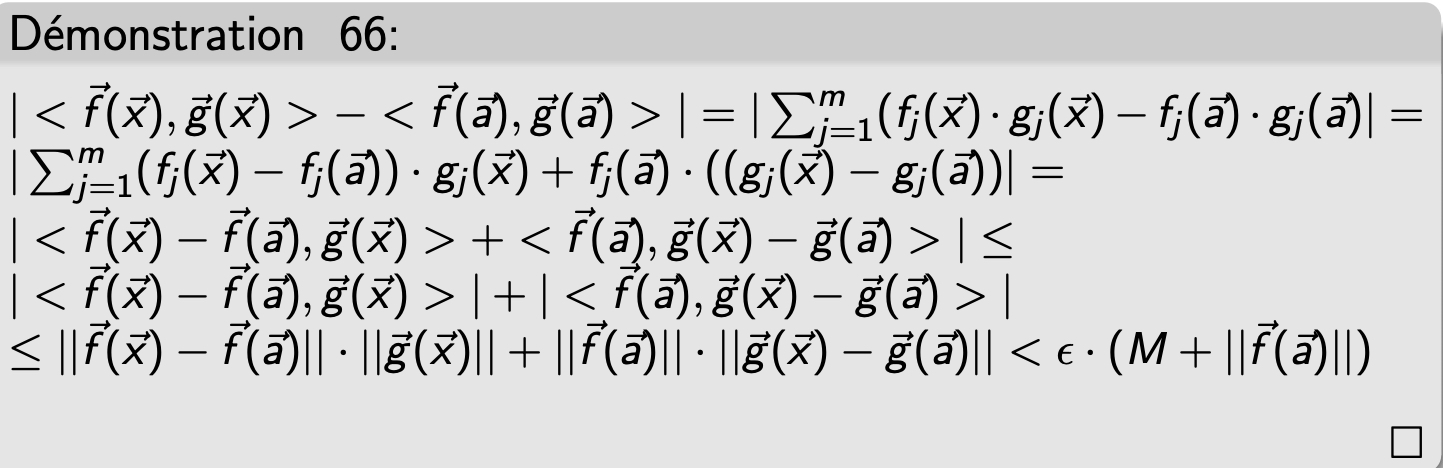 Démonstration 66:
| < f⃗(x⃗), g⃗(x⃗) > − < f⃗(a⃗), g⃗(a⃗) > | = | ∑_{j=1}^{m}(f_j(x⃗) · g_j(x⃗) − f_j(a⃗) · g_j(a⃗)| =
| ∑_{j=1}^{m}(f_j(x⃗) − f_j(a⃗)) · g_j(x⃗) + f_j(a⃗) · ((g_j(x⃗) − g_j(a⃗))| =
| < f⃗(x⃗) − f⃗(a⃗), g⃗(x⃗) > + < f⃗(a⃗), g⃗(x⃗) − g⃗(a⃗) > | ≤
| < f⃗(x⃗) − f⃗(a⃗), g⃗(x⃗) > | + | < f⃗(a⃗), g⃗(x⃗) − g⃗(a⃗) > |
≤ ||f⃗(x⃗) − f⃗(a⃗)|| · ||g⃗(x⃗)|| + ||f⃗(a⃗)|| · ||g⃗(x⃗) − g⃗(a⃗)|| < ϵ · (M + ||f⃗(a⃗)||)
□